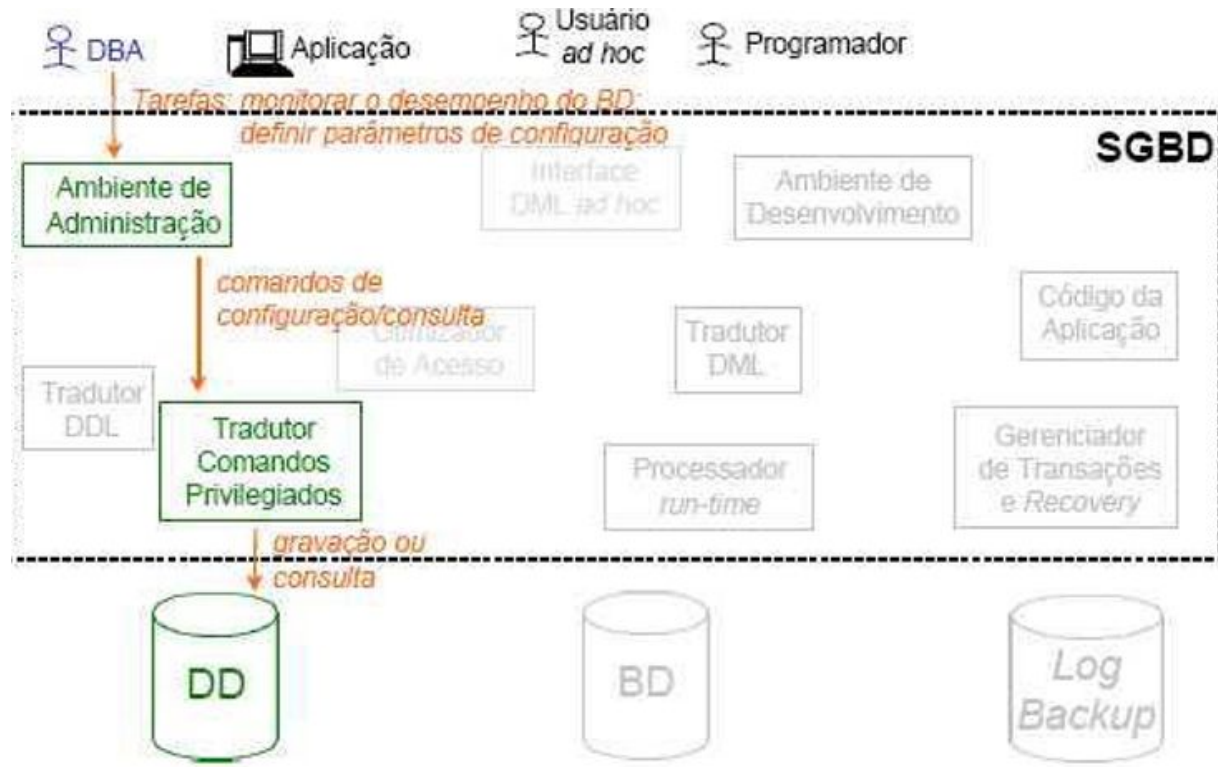 DBA
Aplicação
Usuário
ad hoc
Programador
Tarefas: monitorar o desempenho do BD;
definir parâmetros de configuração
SGBD
Ambiente de
Administração
Interface
DML ad hoc
Ambiente de
Desenvolvimento
comandos de
configuração/consulta
Código da
Aplicação
Otimizador
de Acesso
Tradutor
DML
Tradutor
DDL
Tradutor
Comandos
Privilegiados
Processador
run-time
Gerenciador
de Transações
e Recovery
gravação ou
consulta
DD
BD
Log
Backup